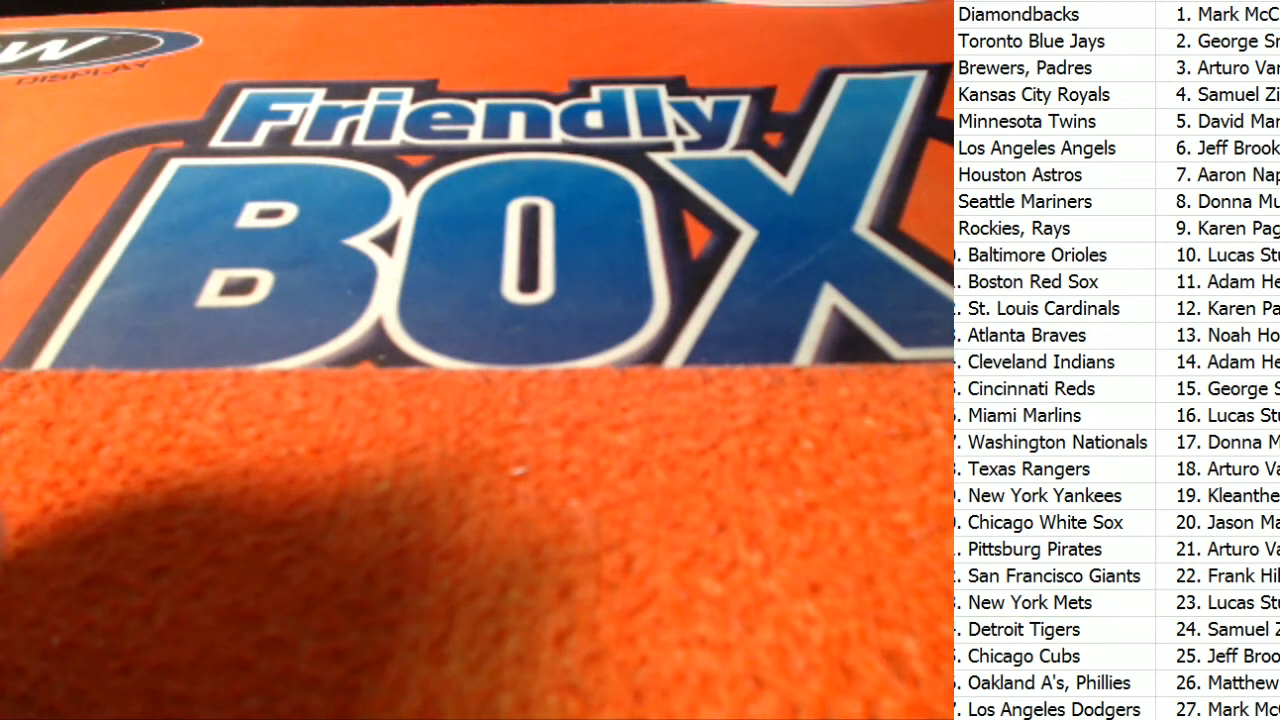 W
DISPLAY
Friendly
BOX
Diamondbacks 1. Mark McC
Toronto Blue Jays 2. George Sr
Brewers, Padres 3. Arturo Var
Kansas City Royals 4. Samuel Zi
Minnesota Twins 5. David Mar
Los Angeles Angels 6. Jeff Brook
Houston Astros 7. Aaron Nap
Seattle Mariners 8. Donna Mu
Rockies, Rays 9. Karen Pag
. Baltimore Orioles 10. Lucas Stu
. Boston Red Sox 11. Adam He
. St. Louis Cardinals 12. Karen Pa
. Atlanta Braves 13. Noah Ho
. Cleveland Indians 14. Adam He
. Cincinnati Reds 15. George S
. Miami Marlins 16. Lucas Stu
. Washington Nationals 17. Donna M
. Texas Rangers 18. Arturo Va
. New York Yankees 19. Kleanthe
. Chicago White Sox 20. Jason Ma
. Pittsburg Pirates 21. Arturo Va
. San Francisco Giants 22. Frank Hil
. New York Mets 23. Lucas Stu
. Detroit Tigers 24. Samuel Z
. Chicago Cubs 25. Jeff Broo
. Oakland A's, Phillies 26. Matthew
. Los Angeles Dodgers 27. Mark McC